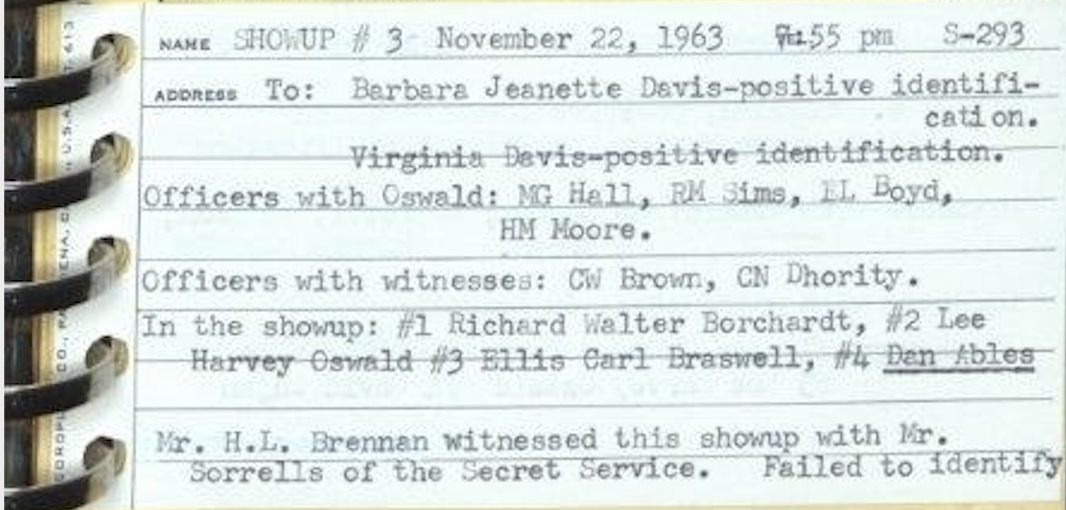 NAME SHOWUP # 3 November 22, 1963 7:55 pm S-293
ADDRESS To: Barbara Jeanette Davis-positive identifi-
cation.
Virginia Davis-positive identification.
Officers with Oswald: MG Hall, RM Sims, EL Boyd,
HM Moore.
Officers with witnesses: CW Brown, CN Dhority.
In the showup: #1 Richard Walter Borchardt, #2 Lee
Harvey Oswald #3 Ellis Carl Braswell, #4 Dan Ables
Mr. H.L. Brennan witnessed this showup with Mr.
Sorrells of the Secret Service. Failed to identify